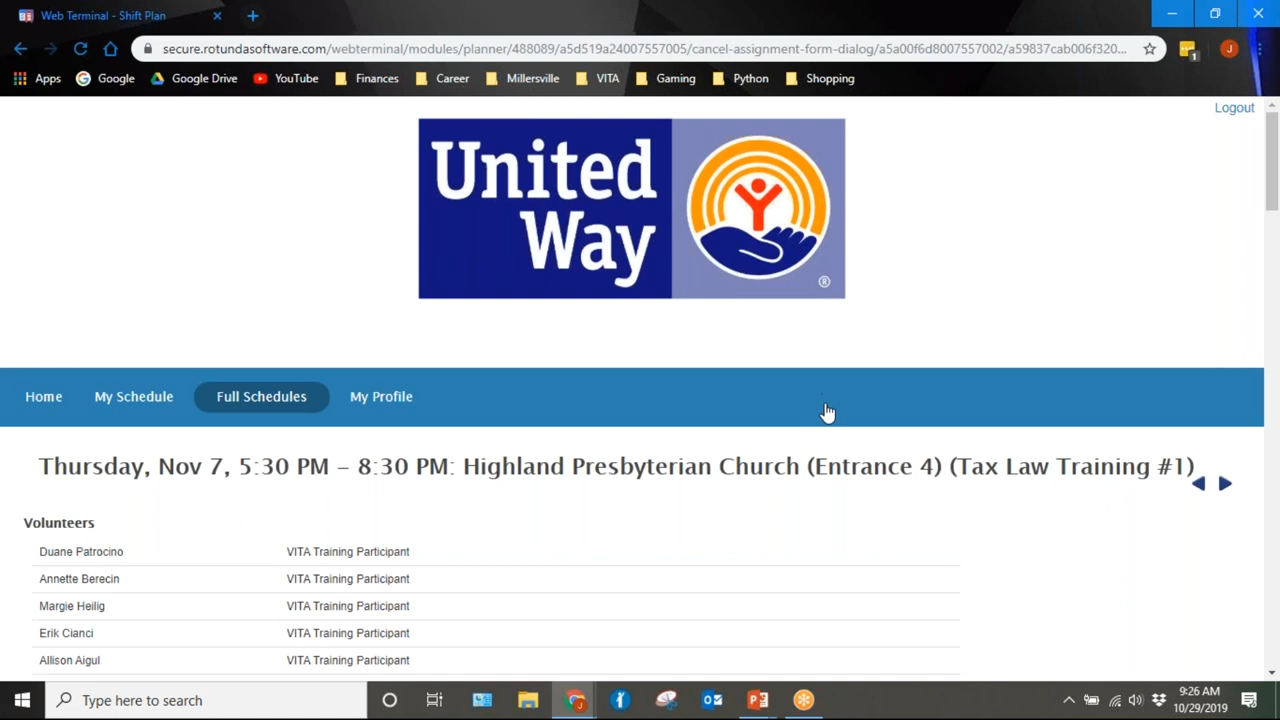 Web Terminal - Shift Plan
secure.rotundasoftware.com/webterminal/modules/planner/488089/a5d519a24007557005/cancel-assignment-form-dialog/a5a00f6d8007557002/a59837cab006f320...
1
J
Apps Google Google Drive YouTube Finances Career Millersville VITA Gaming Python Shopping
Logout
United
Way
®
Home My Schedule Full Schedules My Profile
Thursday, Nov 7, 5:30 PM – 8:30 PM: Highland Presbyterian Church (Entrance 4) (Tax Law Training #1)
Volunteers
Duane Patrocino VITA Training Participant
Annette Berecin VITA Training Participant
Margie Heilig VITA Training Participant
Erik Cianci VITA Training Participant
Allison Aigul VITA Training Participant
Type here to search
9:26 AM
10/29/2019